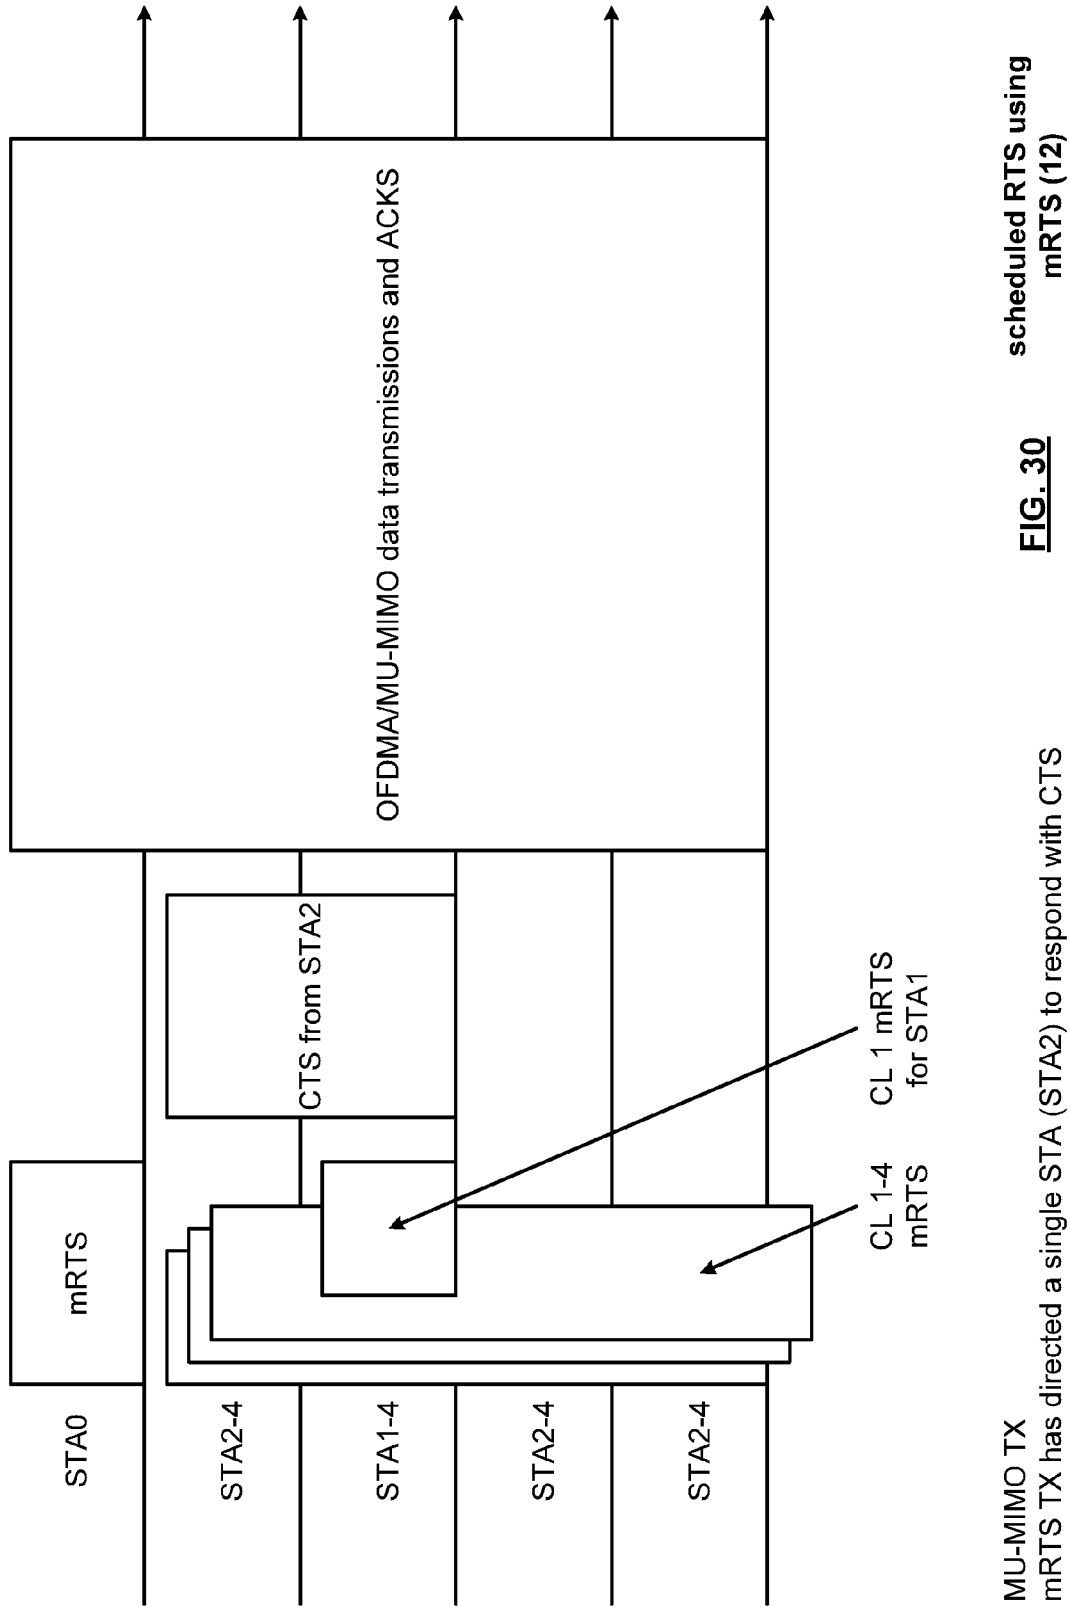 STA0
mRTS
STA2-4
STA1-4
STA2-4
STA2-4
CTS from STA2
OFDMA/MU-MIMO data transmissions and ACKS
CL 1-4
mRTS
CL 1 mRTS
for STA1
MU-MIMO TX
mRTS TX has directed a single STA (STA2) to respond with CTS
FIG. 30
scheduled RTS using
mRTS (12)